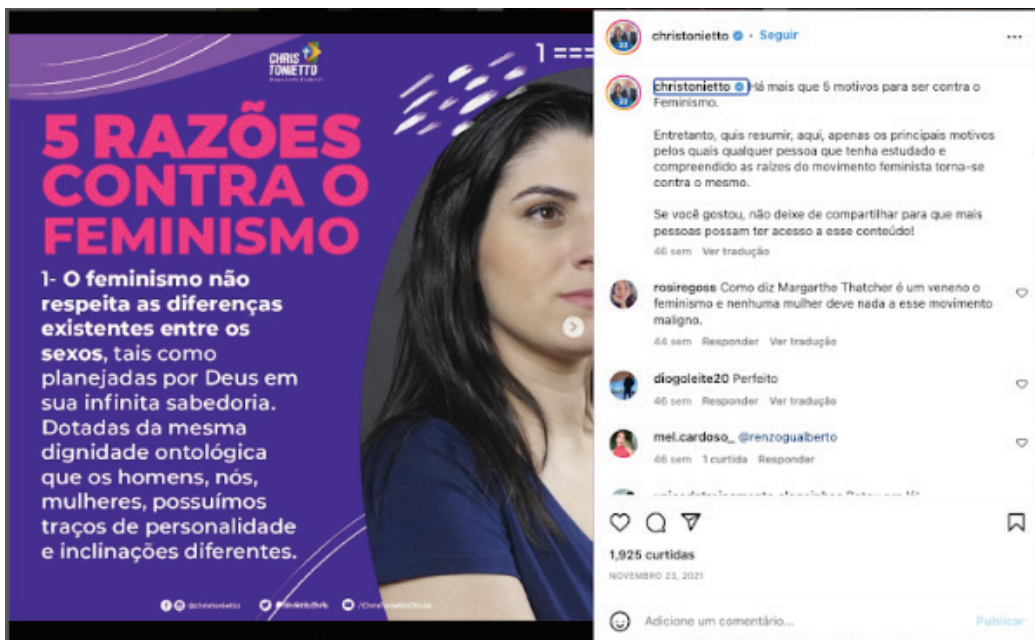 CHRIS
TONIETTO
1 ===
5 RAZÕES
CONTRA O
FEMINISMO
1- O feminismo não
respeita as diferenças
existentes entre os
sexos, tais como
planejadas por Deus em
sua infinita sabedoria.
Dotadas da mesma
dignidade ontológica
que os homens, nós,
mulheres, possuímos
traços de personalidade
e inclinações diferentes.
@christonietto
/ChrisToniettoOficial
christonietto • Seguir
christonietto Há mais que 5 motivos para ser contra o
Feminismo.
Entretanto, quis resumir, aqui, apenas os principais motivos
pelos quais qualquer pessoa que tenha estudado e
compreendido as raízes do movimento feminista torna-se
contra o mesmo.
Se você gostou, não deixe de compartilhar para que mais
pessoas possam ter acesso a esse conteúdo!
46 sem Ver tradução
rosiregoss Como diz Margarthe Thatcher é um veneno o
feminismo e nenhuma mulher deve nada a esse movimento
maligno.
44 sem Responder Ver tradução
diogoleite20 Perfeito
46 sem Responder Ver tradução
mel.cardoso_ @renzogualberto
46 sem 1 curtida Responder
1,925 curtidas
NOVEMBRO 23, 2021
Adicione um comentário...
Publicar